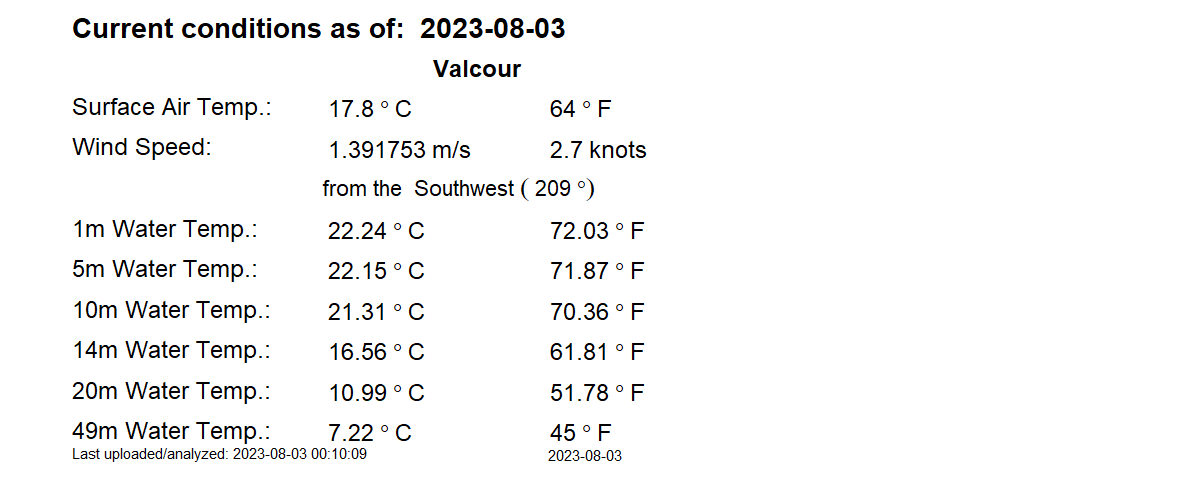 Current conditions as of:  2023-08-03
Valcour
Surface Air Temp.: 17.8 ° C 64 ° F
Wind Speed: 1.391753 m/s 2.7 knots
from the  Southwest ( 209 °)
1m Water Temp.: 22.24 ° C 72.03 ° F
5m Water Temp.: 22.15 ° C 71.87 ° F
10m Water Temp.: 21.31 ° C 70.36 ° F
14m Water Temp.: 16.56 ° C 61.81 ° F
20m Water Temp.: 10.99 ° C 51.78 ° F
49m Water Temp.: 7.22 ° C 45 ° F
Last uploaded/analyzed: 2023-08-03 00:10:09 2023-08-03